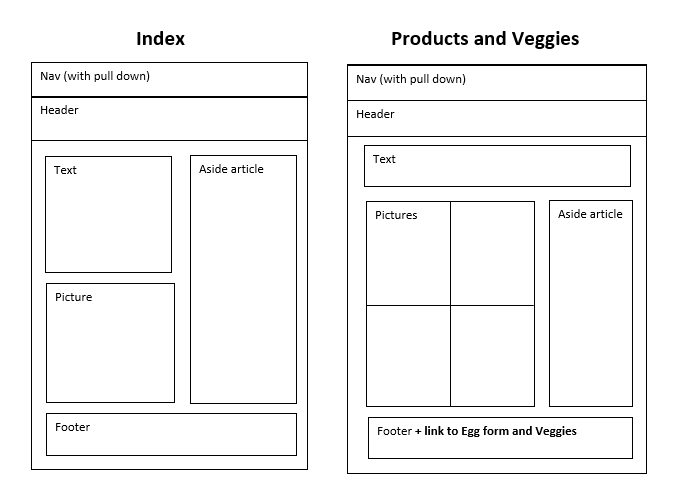 Index
Nav (with pull down)
Header
Text
Aside article
Picture
Footer
Products and Veggies
Nav (with pull down)
Header
Text
Pictures
Aside article
Footer + link to Egg form and Veggies